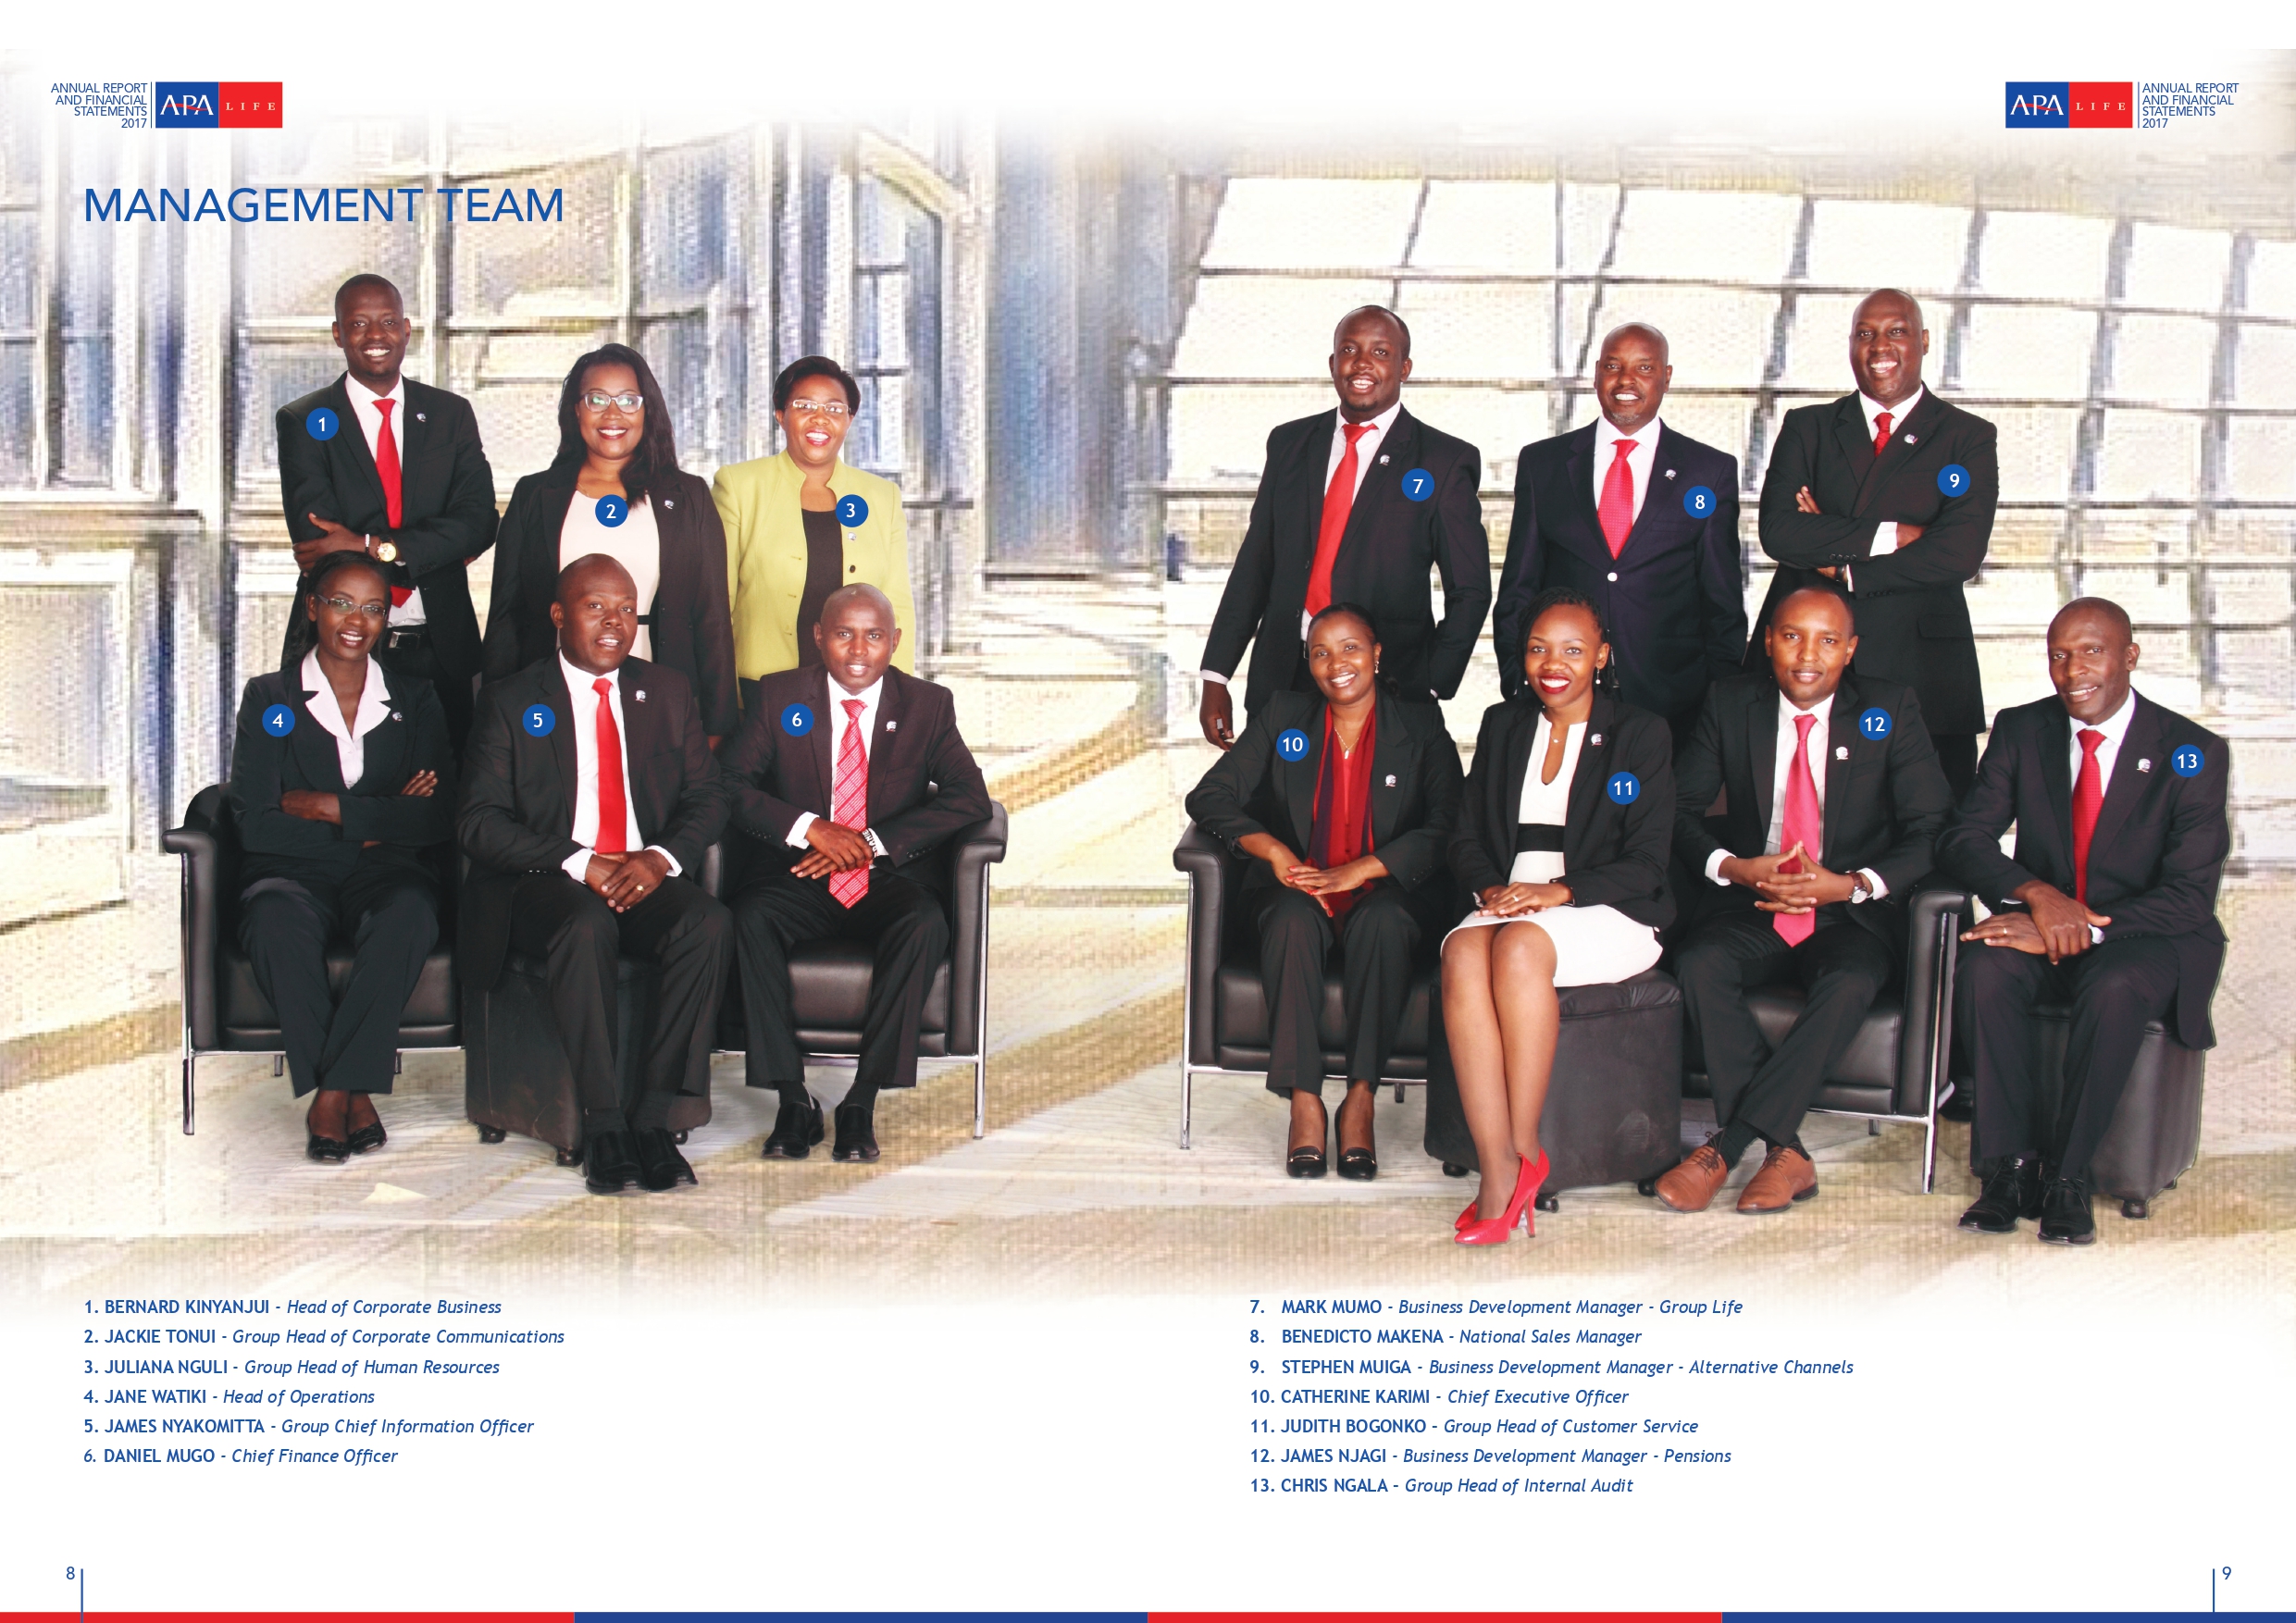 ANNUAL REPORT
AND FINANCIAL
STATEMENTS
2017
APA LIFE
APA LIFE
ANNUAL REPORT
AND FINANCIAL
STATEMENTS
2017
MANAGEMENT TEAM
1
2
3
4
5
6
7
8
9
10
11
12
13
1. BERNARD KINYANJUI - Head of Corporate Business
2. JACKIE TONUI - Group Head of Corporate Communications
3. JULIANA NGULI - Group Head of Human Resources
4. JANE WATIKI - Head of Operations
5. JAMES NYAKOMITTA - Group Chief Information Officer
6. DANIEL MUGO - Chief Finance Officer
7. MARK MUMO - Business Development Manager - Group Life
8. BENEDICTO MAKENA - National Sales Manager
9. STEPHEN MUIGA - Business Development Manager - Alternative Channels
10. CATHERINE KARIMI - Chief Executive Officer
11. JUDITH BOGONKO - Group Head of Customer Service
12. JAMES NJAGI - Business Development Manager - Pensions
13. CHRIS NGALA - Group Head of Internal Audit
8
9